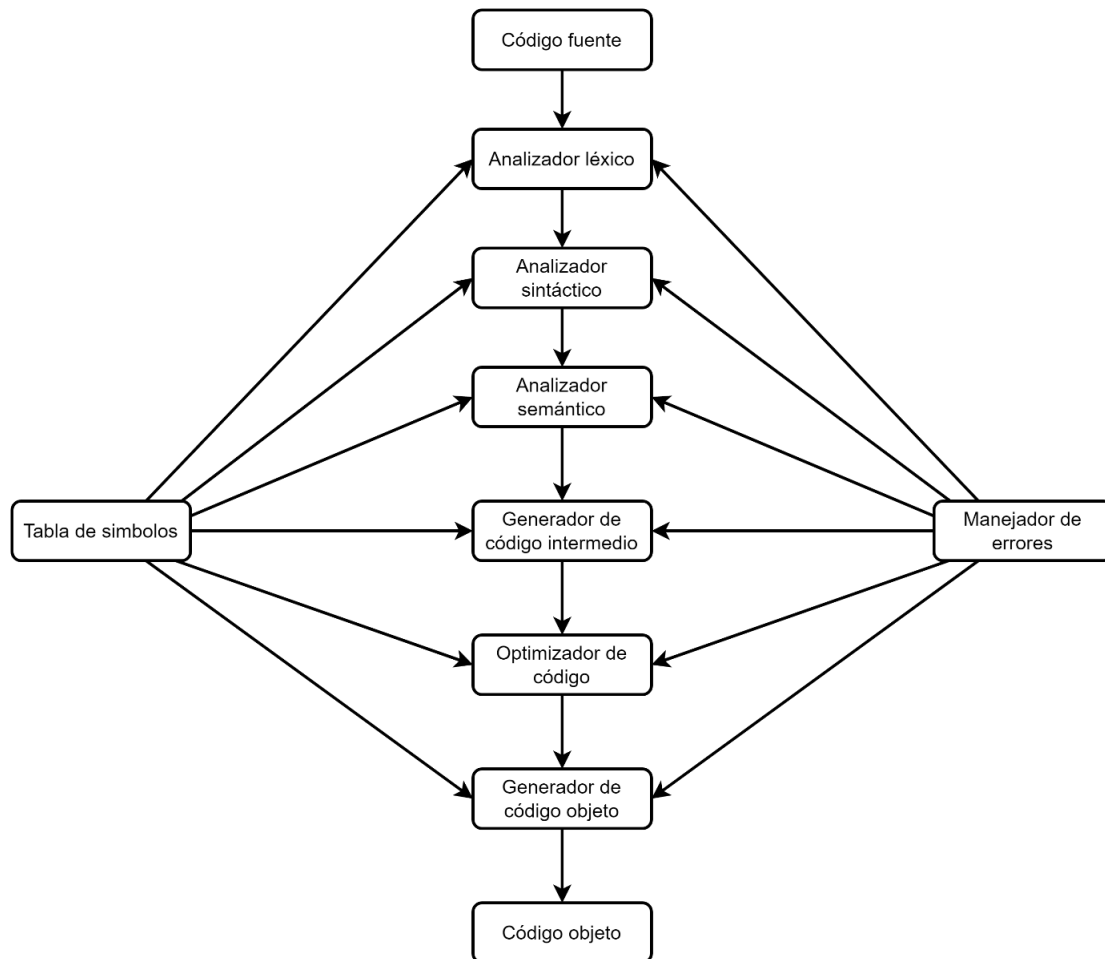 Código fuente
Analizador léxico
Analizador
sintáctico
Analizador
semántico
Tabla de simbolos
Generador de
código intermedio
Manejador de
errores
Optimizador de
código
Generador de
código objeto
Código objeto